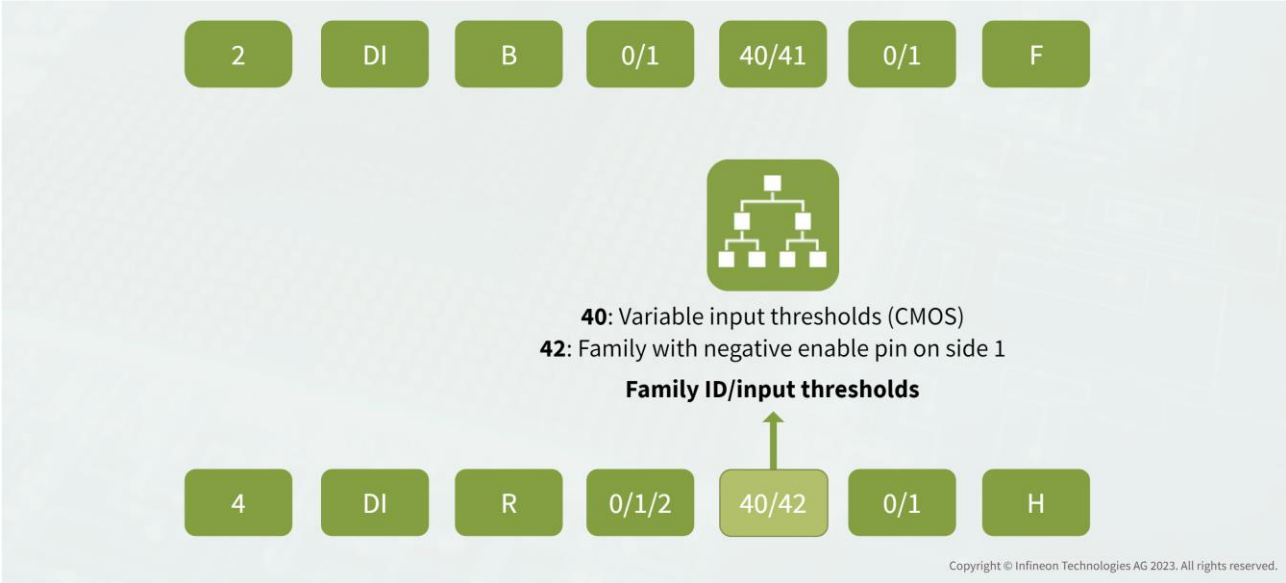 2 DI B 0/1 40/41 0/1 F
40: Variable input thresholds (CMOS)
42: Family with negative enable pin on side 1
Family ID/input thresholds
4 DI R 0/1/2 40/42 0/1 H
Copyright © Infineon Technologies AG 2023. All rights reserved.